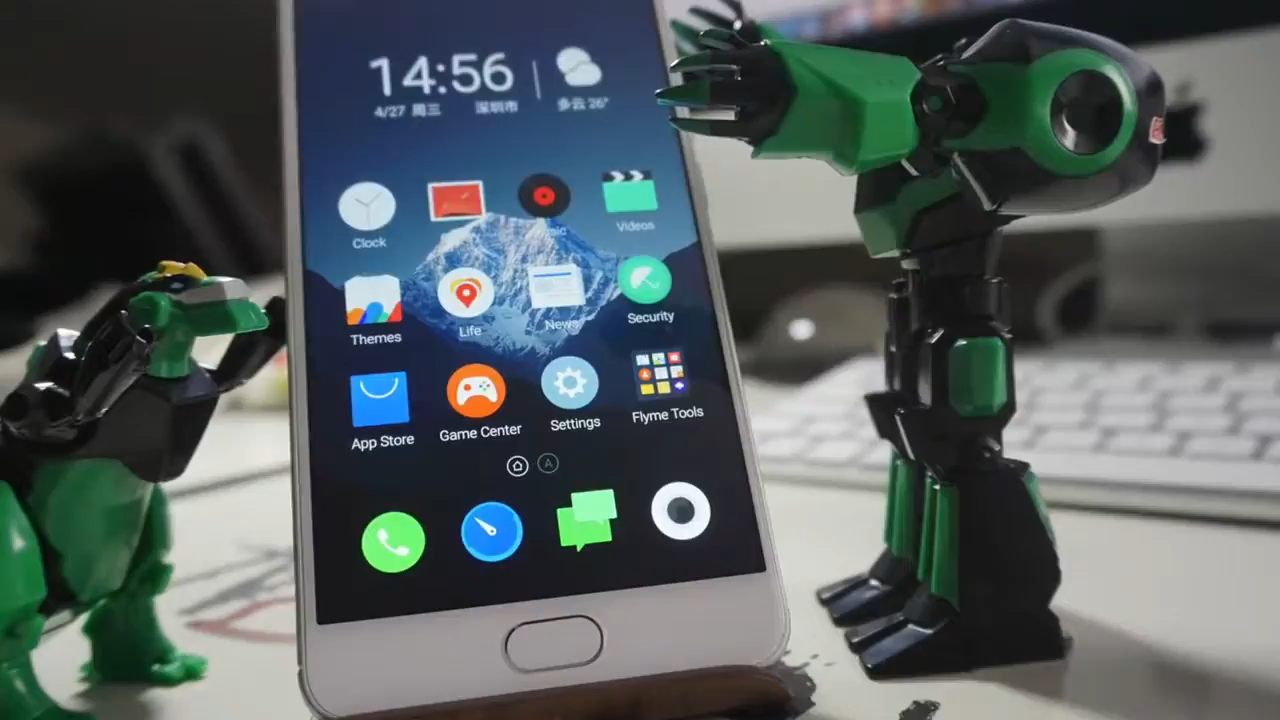 14:56
4/27 周三 深圳市 多云 26°
Clock
Videos
Themes
Life
News
Security
App Store
Game Center
Settings
Flyme Tools
A